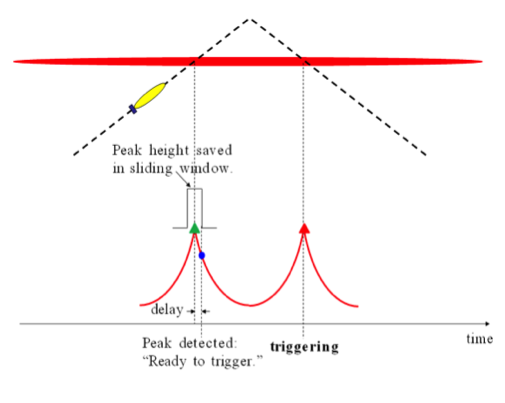 Peak height saved
in sliding window.
delay
Peak detected:
“Ready to trigger.”
triggering
time